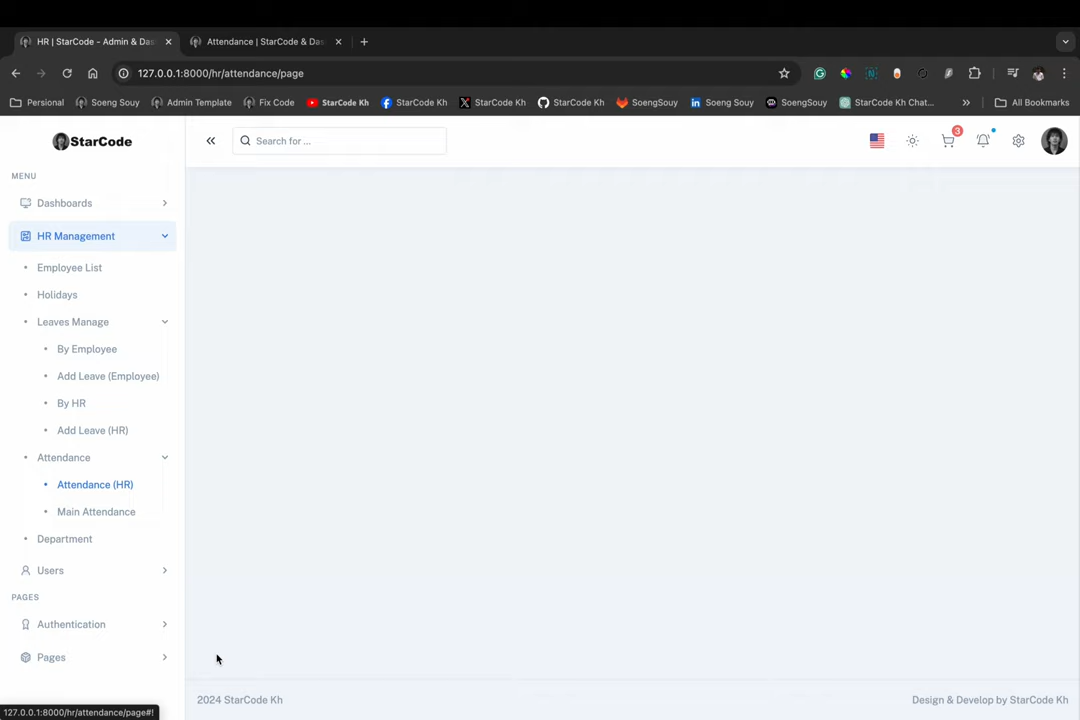 HR | StarCode - Admin & Das
Attendance | StarCode & Das
127.0.0.1:8000/hr/attendance/page
Personal
Soeng Souy
Admin Template
Fix Code
StarCode Kh
StarCode Kh
StarCode Kh
StarCode Kh
SoengSouy
Soeng Souy
SoengSouy
StarCode Kh Chat...
All Bookmarks
StarCode
Search for ...
3
MENU
Dashboards
HR Management
Employee List
Holidays
Leaves Manage
By Employee
Add Leave (Employee)
By HR
Add Leave (HR)
Attendance
Attendance (HR)
Main Attendance
Department
Users
PAGES
Authentication
Pages
2024 StarCode Kh
Design & Develop by StarCode Kh
127.0.0.1:8000/hr/attendance/page#!